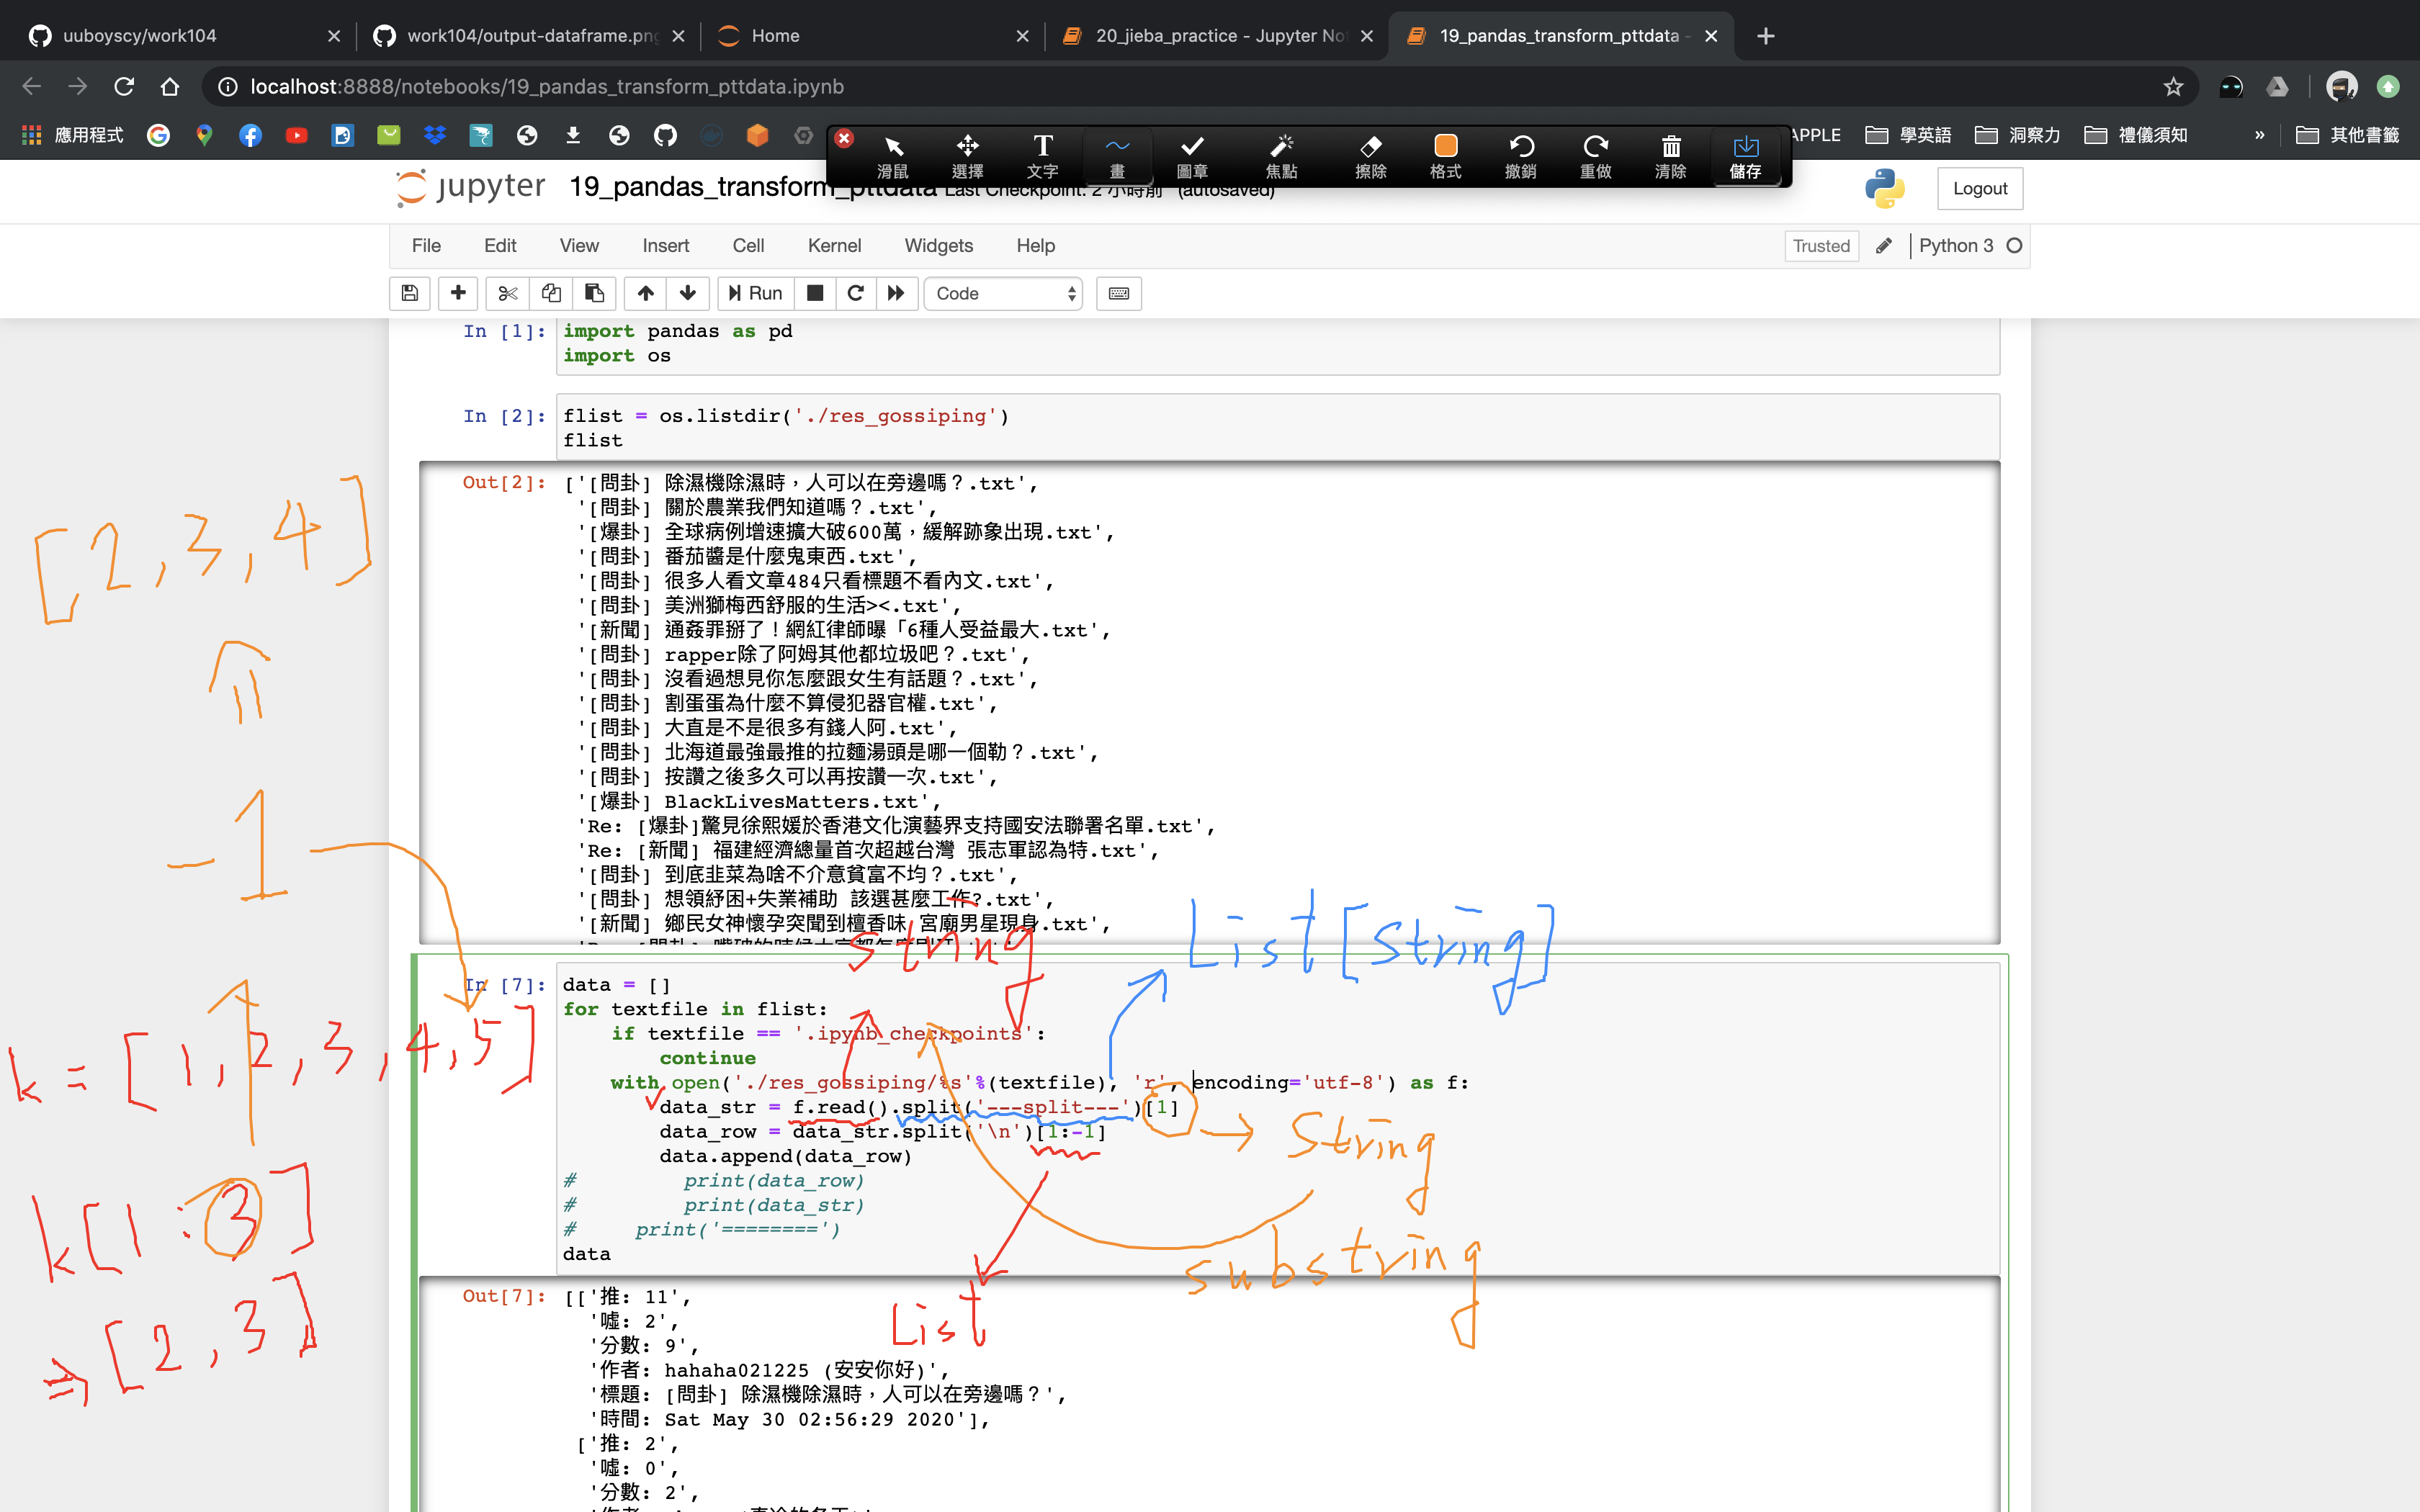 uuboyscy/work104
work104/output-dataframe.png
Home
20_jieba_practice - Jupyter No
19_pandas_transform_pttdata -
localhost:8888/notebooks/19_pandas_transform_pttdata.ipynb
應用程式
APPLE
學英語
洞察力
禮儀須知
»
其他書籤
滑鼠
選擇
文字
畫
圖章
焦點
擦除
格式
撤銷
重做
清除
儲存
jupyter 19_pandas_transform_pttdata Last Checkpoint: 2 小時前 (autosaved)
Logout
File Edit View Insert Cell Kernel Widgets Help
Trusted
Python 3
Run
Code
In [1]: import pandas as pd
import os
In [2]: flist = os.listdir('./res_gossiping')
flist
Out[2]: ['[問卦] 除濕機除濕時，人可以在旁邊嗎？.txt',
'[問卦] 關於農業我們知道嗎？.txt',
'[爆卦] 全球病例增速擴大破600萬，緩解跡象出現.txt',
'[問卦] 番茄醬是什麼鬼東西.txt',
'[問卦] 很多人看文章484只看標題不看內文.txt',
'[問卦] 美洲獅梅西舒服的生活><.txt',
'[新聞] 通姦罪掰了！網紅律師曝「6種人受益最大.txt',
'[問卦] rapper除了阿姆其他都垃圾吧？.txt',
'[問卦] 沒看過想見你怎麼跟女生有話題？.txt',
'[問卦] 割蛋蛋為什麼不算侵犯器官權.txt',
'[問卦] 大直是不是很多有錢人阿.txt',
'[問卦] 北海道最強最推的拉麵湯頭是哪一個勒？.txt',
'[問卦] 按讚之後多久可以再按讚一次.txt',
'[爆卦] BlackLivesMatters.txt',
'Re: [爆卦]驚見徐熙媛於香港文化演藝界支持國安法聯署名單.txt',
'Re: [新聞] 福建經濟總量首次超越台灣 張志軍認為特.txt',
'[問卦] 到底韭菜為啥不介意貧富不均？.txt',
'[問卦] 想領紓困+失業補助 該選甚麼工作?.txt',
'[新聞] 鄉民女神懷孕突聞到檀香味 宮廟男星現身.txt',
In [7]: data = []
for textfile in flist:
if textfile == '.ipynb_checkpoints':
continue
with open('./res_gossiping/%s'%(textfile), 'r', encoding='utf-8') as f:
data_str = f.read().split('---split---')[1]
data_row = data_str.split('\n')[1:-1]
data.append(data_row)
# print(data_row)
# print(data_str)
# print('========')
data
Out[7]: [['推: 11',
'噓: 2',
'分數: 9',
'作者: hahaha021225 (安安你好)',
'標題: [問卦] 除濕機除濕時，人可以在旁邊嗎？',
'時間: Sat May 30 02:56:29 2020'],
['推: 2',
'噓: 0',
'分數: 2',
[2,3,4]
-1
k=[1,2,3,4,5]
k[1:3]
⇒[2,3]
string
List[String]
String
substring
List